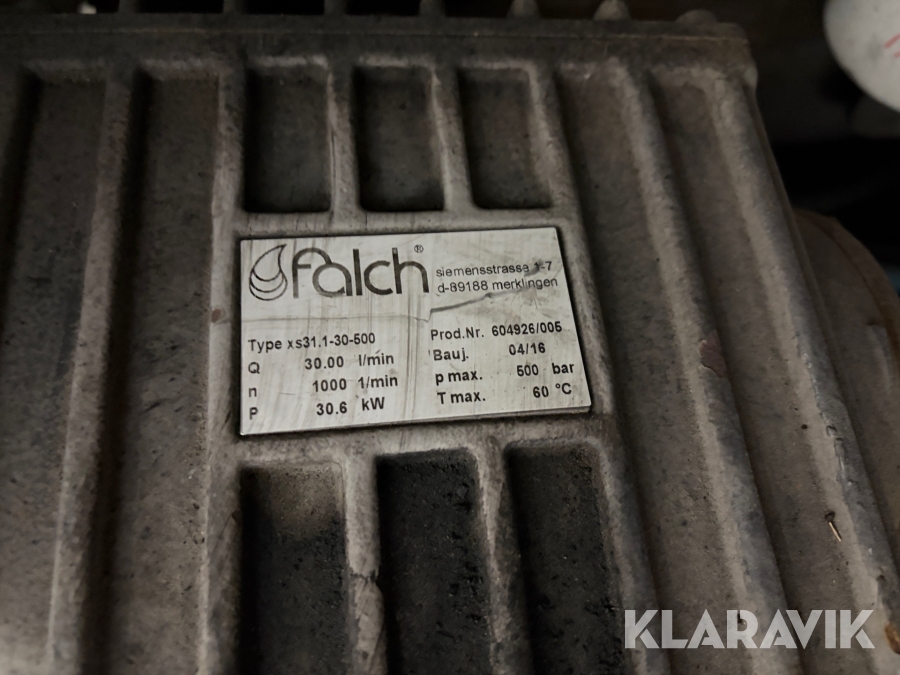 falch®
siemensstrasse 1-7
d-89188 merklingen
Type xs31.1-30-500
Prod.Nr. 604926/005
Q 30.00 l/min
Bauj. 04/16
n 1000 1/min
p max. 500 bar
P 30.6 kW
T max. 60 °C
KLARAVIK